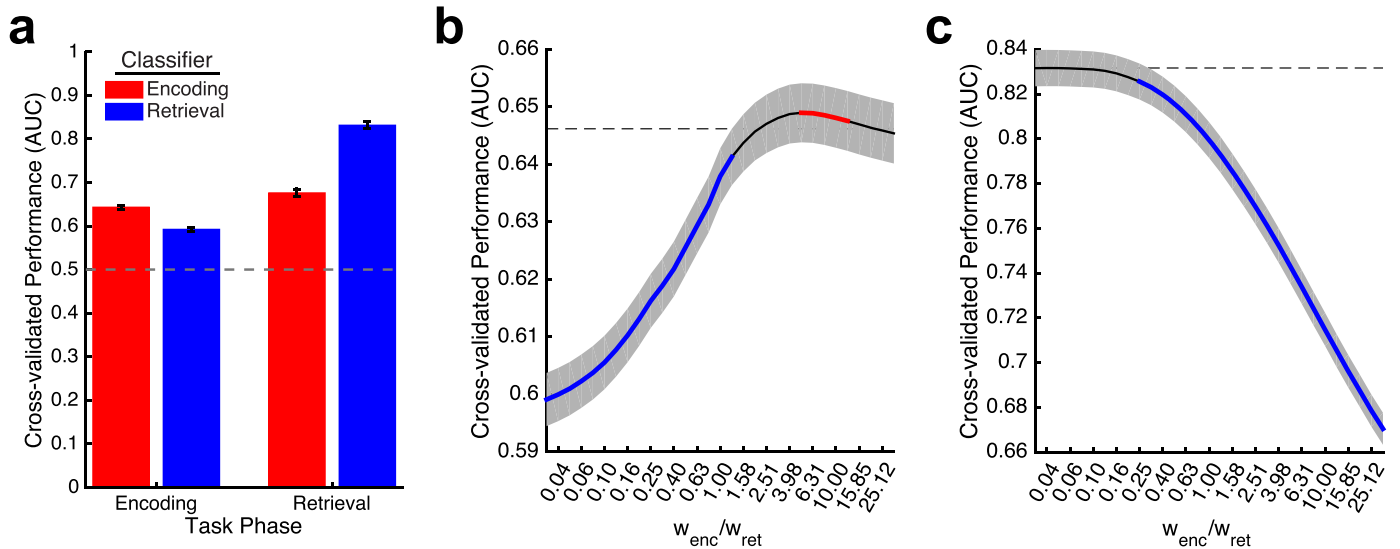 a
Cross-validated Performance (AUC)
1
0.9
0.8
0.7
0.6
0.5
0.4
0.3
0.2
0.1
0
Classifier
Encoding
Retrieval
Encoding Retrieval
Task Phase
b
Cross-validated Performance (AUC)
0.66
0.65
0.64
0.63
0.62
0.61
0.6
0.59
0.04 0.06 0.10 0.16 0.25 0.40 0.63 1.00 1.58 2.51 3.98 6.31 10.00 15.85 25.12
w_enc/w_ret
c
Cross-validated Performance (AUC)
0.84
0.82
0.8
0.78
0.76
0.74
0.72
0.7
0.68
0.66
0.04 0.06 0.10 0.16 0.25 0.40 0.63 1.00 1.58 2.51 3.98 6.31 10.00 15.85 25.12
w_enc/w_ret